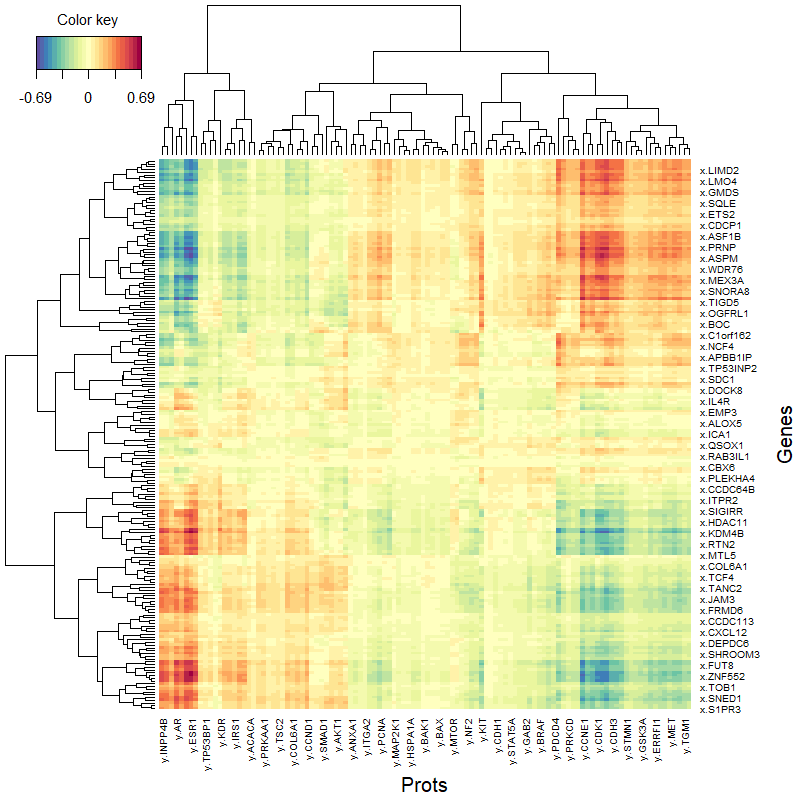 Color key
-0.69 0 0.69
x.LIMD2
x.LMO4
x.GMDS
x.SQLE
x.ETS2
x.CDCP1
x.ASF1B
x.PRNP
x.ASPM
x.WDR76
x.MEX3A
x.SNORA8
x.TIGD5
x.OGFRL1
x.BOC
x.C1orf162
x.NCF4
x.APBB1IP
x.TP53INP2
x.SDC1
x.DOCK8
x.IL4R
x.EMP3
x.ALOX5
x.ICA1
x.QSOX1
x.RAB3IL1
x.CBX6
x.PLEKHA4
x.CCDC64B
x.ITPR2
x.SIGIRR
x.HDAC11
x.KDM4B
x.RTN2
x.MTL5
x.COL6A1
x.TCF4
x.TANC2
x.JAM3
x.FRMD6
x.CCDC113
x.CXCL12
x.DEPDC6
x.SHROOM3
x.FUT8
x.ZNF552
x.TOB1
x.SNED1
x.S1PR3
Genes
y.INPP4B
y.AR
y.ESR1
y.TP53BP1
y.KDR
y.IRS1
y.ACACA
y.PRKAA1
y.TSC2
y.COL6A1
y.CCND1
y.SMAD1
y.AKT1
y.ANXA1
y.ITGA2
y.PCNA
y.MAP2K1
y.HSPA1A
y.BAK1
y.BAX
y.MTOR
y.NF2
y.KIT
y.CDH1
y.STAT5A
y.GAB2
y.BRAF
y.PDCD4
y.PRKCD
y.CCNE1
y.CDK1
y.CDH3
y.STMN1
y.GSK3A
y.ERRFI1
y.MET
y.TGM1
Prots